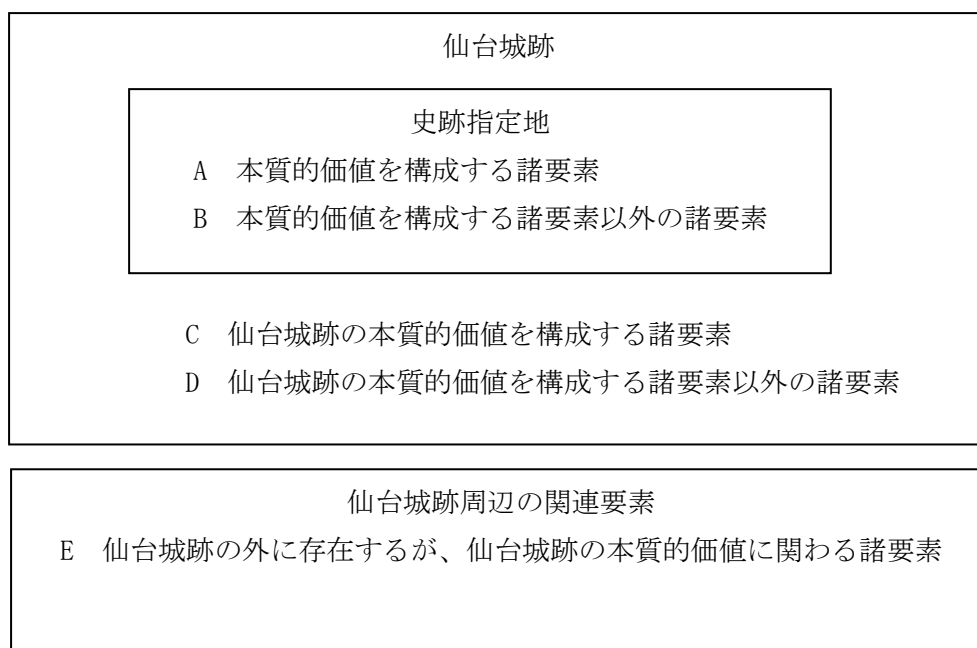 仙台城跡
史跡指定地
A 本質的価値を構成する諸要素
B 本質的価値を構成する諸要素以外の諸要素
C 仙台城跡の本質的価値を構成する諸要素
D 仙台城跡の本質的価値を構成する諸要素以外の諸要素
仙台城跡周辺の関連要素
E 仙台城跡の外に存在するが、仙台城跡の本質的価値に関わる諸要素